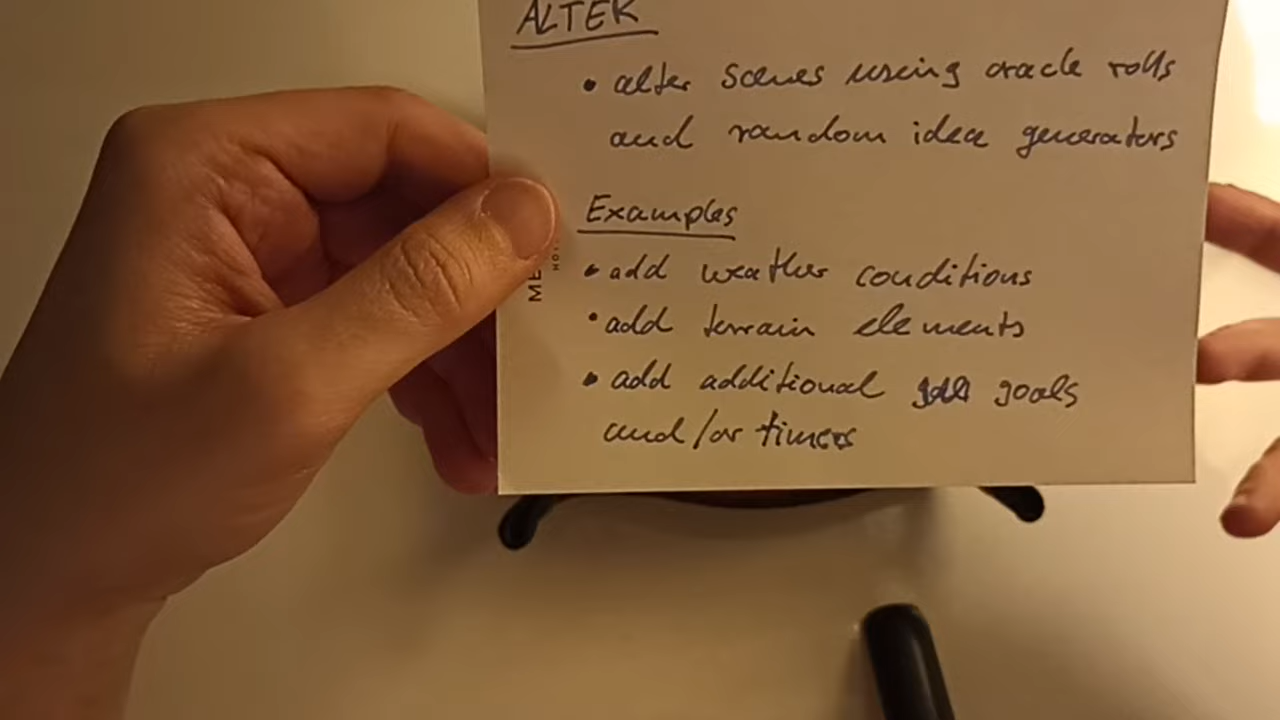 ALTER
• alter scenes using oracle rolls
and random idea generators
Examples
• add weather conditions
• add terrain elements
• add additional goals
and/or timers